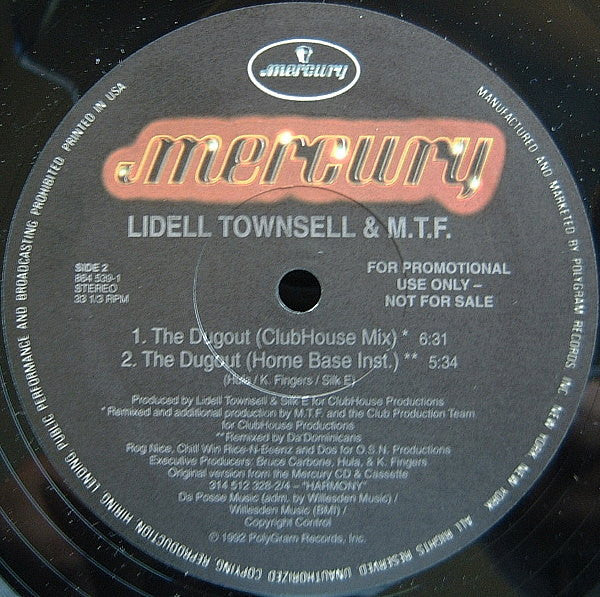 mercury
mercury
LIDELL TOWNSELL & M.T.F.
SIDE 2
864 539-1
STEREO
33 1/3 RPM
FOR PROMOTIONAL
USE ONLY –
NOT FOR SALE
1. The Dugout (ClubHouse Mix) * 6:31
2. The Dugout (Home Base Inst.) ** 5:34
(Hula / K. Fingers / Silk E)
Produced by Lidell Townsell & Silk E for ClubHouse Productions
*Remixed and additional production by M.T.F. and the Club Production Team
for ClubHouse Productions
**Remixed by Da'Dominicans
Rog Nice, Chill Win Rice-N-Beenz and Dos for O.S.N. Productions
Executive Producers: Bruce Carbone, Hula, & K. Fingers
Original version from the Mercury CD & Cassette
314 512 328-2/4 – "HARMONY"
Da Posse Music (adm. by Willesden Music) /
Willesden Music (BMI) /
Copyright Control
℗ 1992 PolyGram Records, Inc.
MANUFACTURED AND MARKETED BY POLYGRAM RECORDS INC. NEW YORK, NEW YORK. ALL RIGHTS RESERVED. UNAUTHORIZED COPYING, REPRODUCTION, HIRING, LENDING PUBLIC PERFORMANCE AND BROADCASTING PROHIBITED. PRINTED IN USA